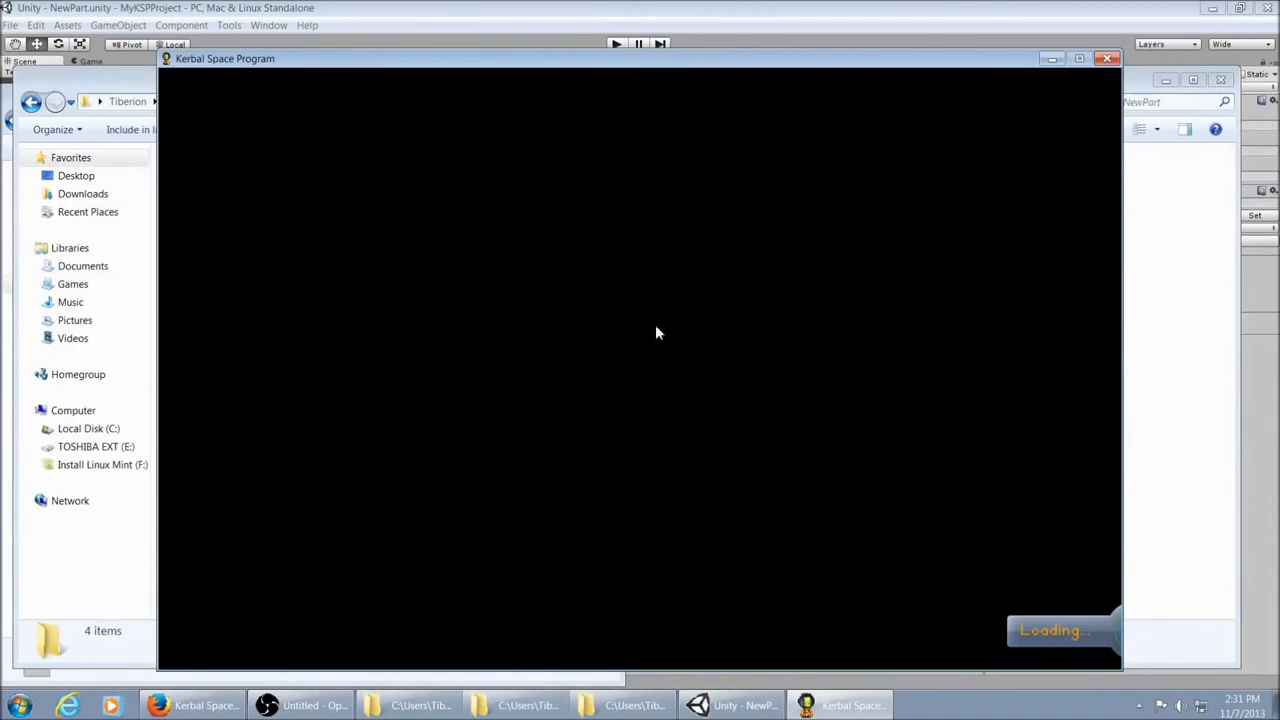 Unity - NewPart.unity - MyKSPProject - PC, Mac & Linux Standalone
File Edit Assets GameObject Component Tools Window Help
Pivot Local Layers Wide
Scene Game
Kerbal Space Program
Static
Tiberion NewPart
Organize Include in li
Favorites
Desktop
Downloads
Recent Places
Set
Libraries
Documents
Games
Music
Pictures
Videos
Homegroup
Computer
Local Disk (C:)
TOSHIBA EXT (E:)
Install Linux Mint (F:)
Network
4 items
Loading...
Kerbal Space... Untitled - Op... C:\Users\Tib... C:\Users\Tib... C:\Users\Tib... Unity - NewP... Kerbal Space...
2:31 PM
11/7/2013